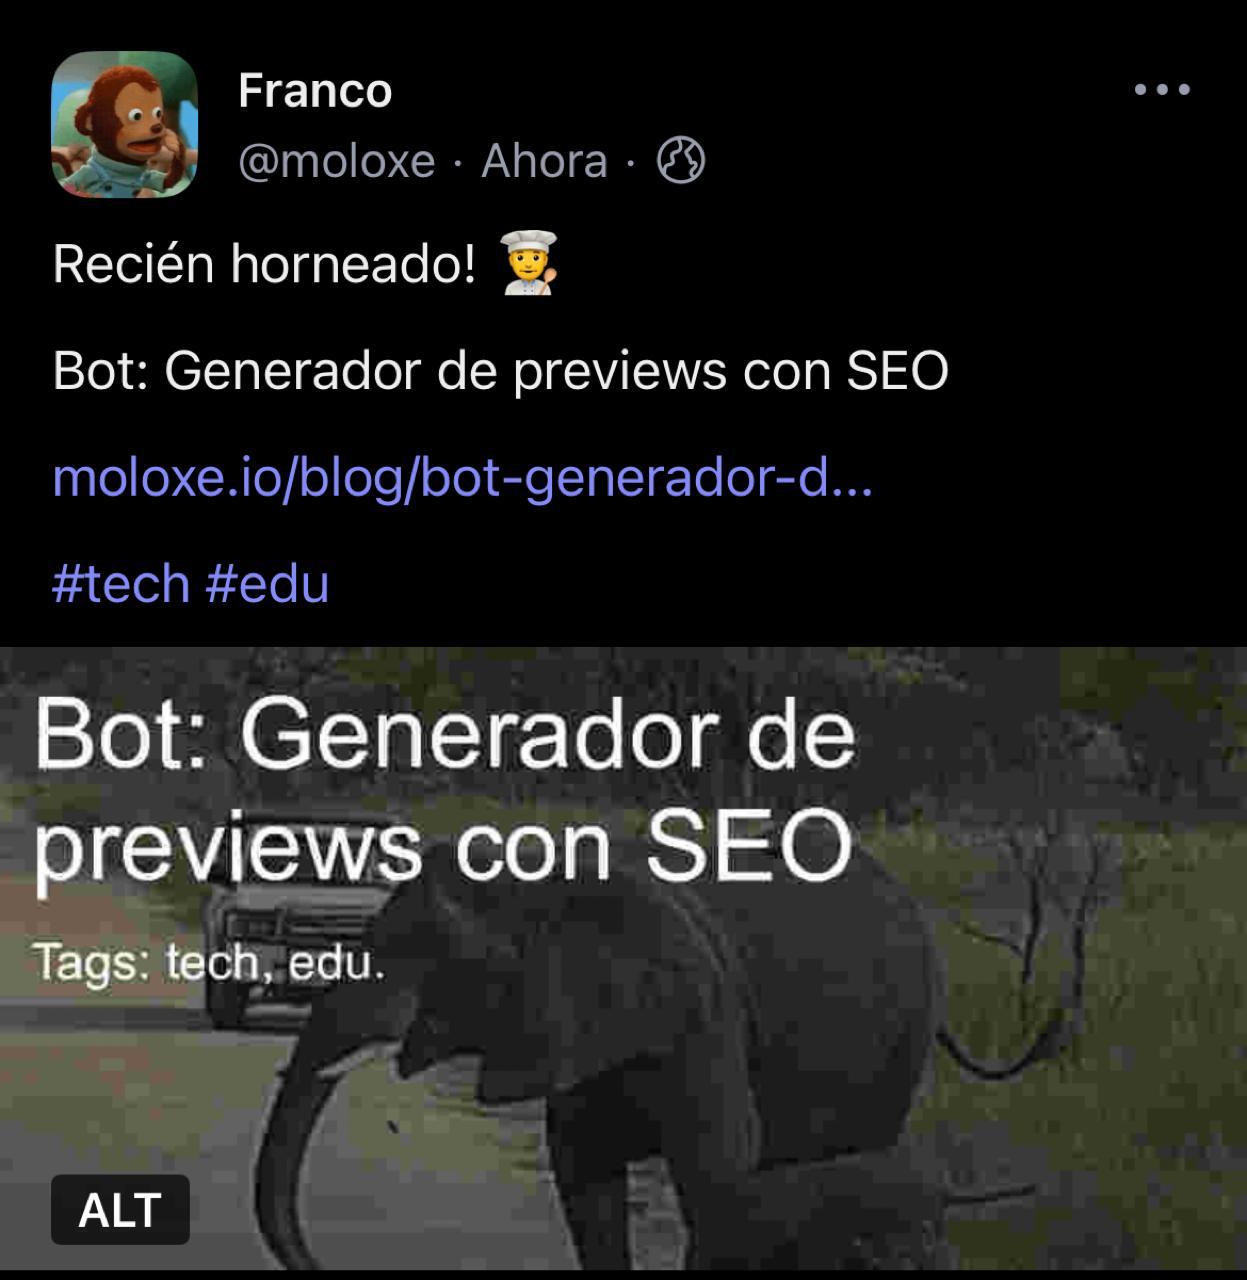 Franco
@moloxe · Ahora ·
Recién horneado!
Bot: Generador de previews con SEO
moloxe.io/blog/bot-generador-d...
#tech #edu
Bot: Generador de
previews con SEO
Tags: tech, edu.
ALT